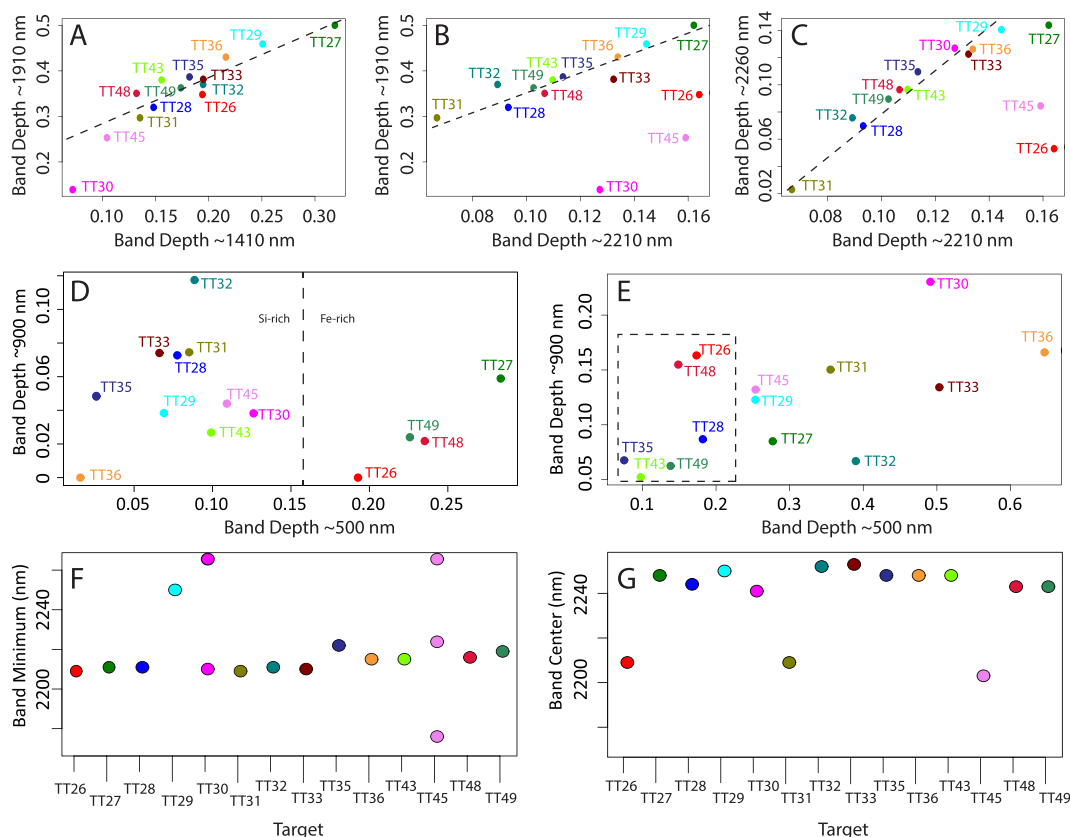 A
Band Depth ~1910 nm
0.5
0.4
0.3
0.2
TT36
TT29
TT27
TT43
TT35
TT33
TT48
TT49
TT32
TT28
TT26
TT31
TT45
TT30
0.10
0.15
0.20
0.25
0.30
Band Depth ~1410 nm
B
Band Depth ~1910 nm
0.5
0.4
0.3
0.2
TT36
TT29
TT27
TT32
TT49
TT43
TT35
TT33
TT48
TT26
TT31
TT28
TT45
TT30
0.08
0.10
0.12
0.14
0.16
Band Depth ~2210 nm
C
Band Depth ~2260 nm
0.14
0.10
0.06
0.02
TT29
TT27
TT30
TT36
TT33
TT35
TT48
TT43
TT49
TT45
TT32
TT28
TT26
TT31
0.08
0.10
0.12
0.14
0.16
Band Depth ~2210 nm
D
Band Depth ~900 nm
0.10
0.06
0.02
0
TT32
Si-rich
Fe-rich
TT33
TT31
TT28
TT27
TT35
TT45
TT29
TT30
TT43
TT49
TT48
TT36
TT26
0.05
0.10
0.15
0.20
0.25
Band Depth ~500 nm
E
Band Depth ~900 nm
0.20
0.15
0.10
0.05
TT30
TT26
TT48
TT36
TT31
TT45
TT29
TT33
TT28
TT27
TT35
TT43
TT49
TT32
0.1
0.2
0.3
0.4
0.5
0.6
Band Depth ~500 nm
F
Band Minimum (nm)
2240
2200
TT26
TT27
TT28
TT29
TT30
TT31
TT32
TT33
TT35
TT36
TT43
TT45
TT48
TT49
Target
G
Band Center (nm)
2240
2200
TT26
TT27
TT28
TT29
TT30
TT31
TT32
TT33
TT35
TT36
TT43
TT45
TT48
TT49
Target